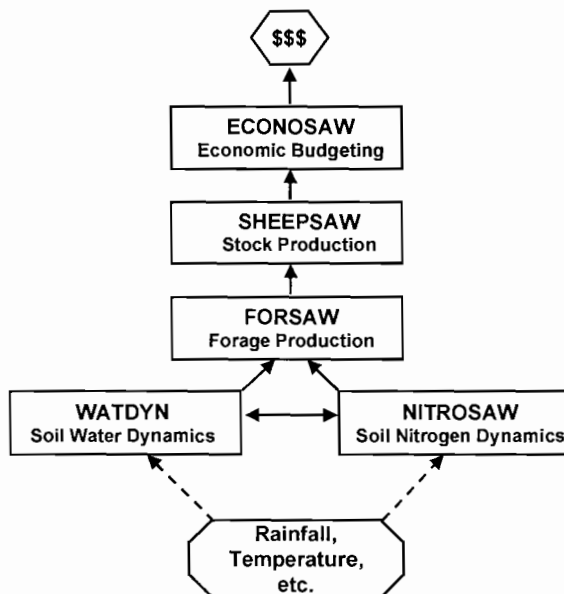 $$$
ECONOSAW
Economic Budgeting
SHEEPSAW
Stock Production
FORSAW
Forage Production
WATDYN
Soil Water Dynamics
NITROSAW
Soil Nitrogen Dynamics
Rainfall,
Temperature,
etc.